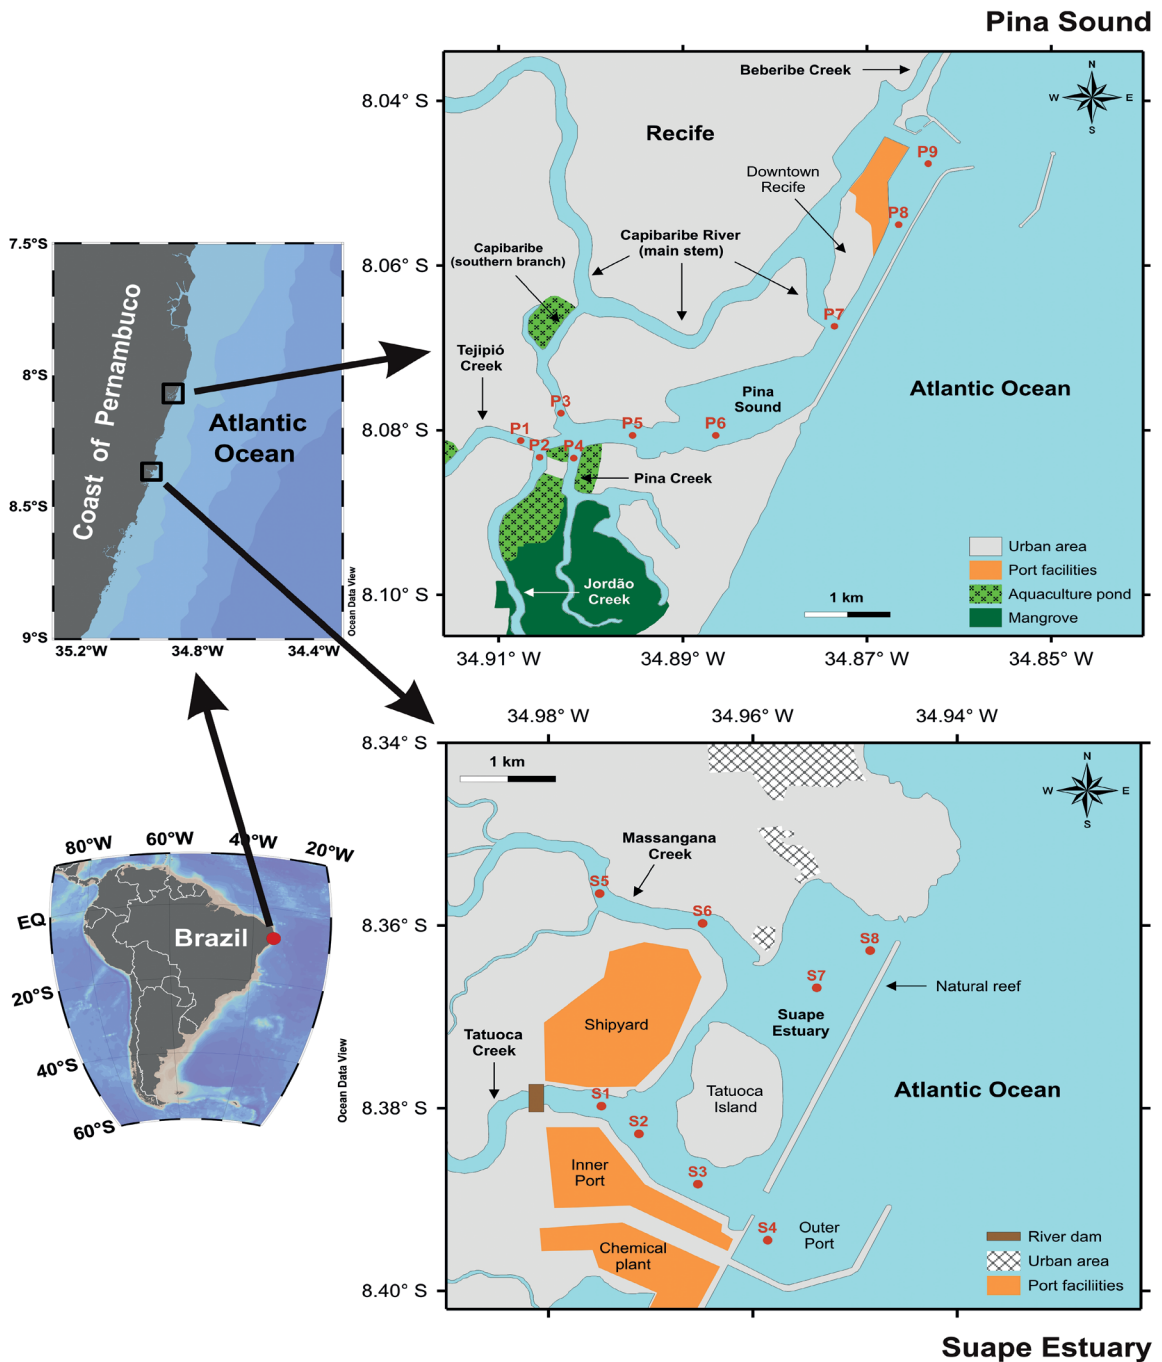 Pina Sound
8.04° S
8.06° S
8.08° S
8.10° S
Beberibe Creek
N
W
E
S
Recife
P9
Downtown
Recife
P8
Capibaribe
(southern branch)
Capibaribe River
(main stem)
P7
Tejipió
Creek
Atlantic Ocean
Pina
Sound
P3
P1
P2
P4
P5
P6
Pina Creek
Jordão
Creek
Urban area
Port facilities
Aquaculture pond
Mangrove
1 km
34.91° W
34.89° W
34.87° W
34.85° W
7.5°S
8°S
8.5°S
9°S
Coast of Pernambuco
Atlantic
Ocean
Ocean Data View
35.2°W
34.8°W
34.4°W
34.98° W
34.96° W
34.94° W
8.34° S
8.36° S
8.38° S
8.40° S
1 km
N
W
E
S
Massangana
Creek
S5
S6
S8
S7
Natural reef
Suape
Estuary
Shipyard
Tatuoca
Creek
Atlantic Ocean
Tatuoca
Island
S1
S2
S3
Inner
Port
S4
Outer
Port
Chemical
plant
River dam
Urban area
Port faciliities
80°W
60°W
40°W
20°W
EQ
20°S
40°S
60°S
Brazil
Ocean Data View
Suape Estuary